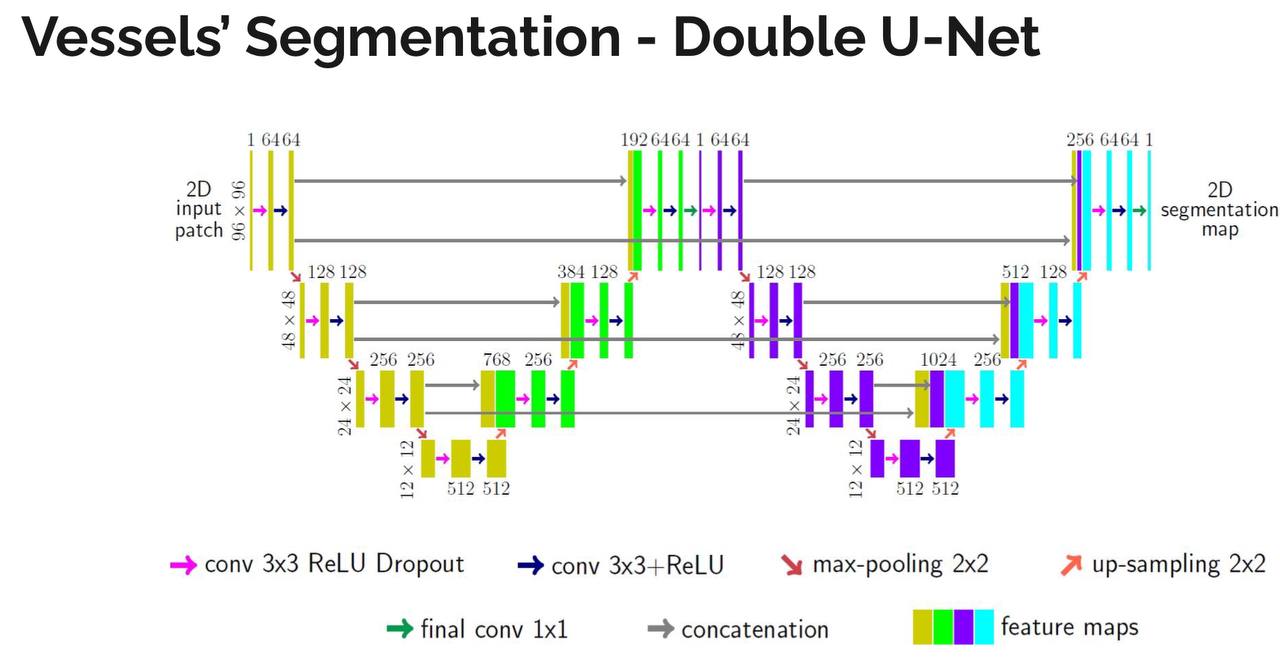 Vessels’ Segmentation - Double U-Net
1 64 64
192 64 64 1 64 64
256 64 64 1
2D
input
patch
96 × 96
2D
segmentation
map
128 128
384 128
128 128
512 128
48 × 48
48 × 48
256 256
768 256
256 256
1024 256
24 × 24
24 × 24
12 × 12
512 512
12 × 12
512 512
conv 3x3 ReLU Dropout
conv 3x3+ReLU
max-pooling 2x2
up-sampling 2x2
final conv 1x1
concatenation
feature maps